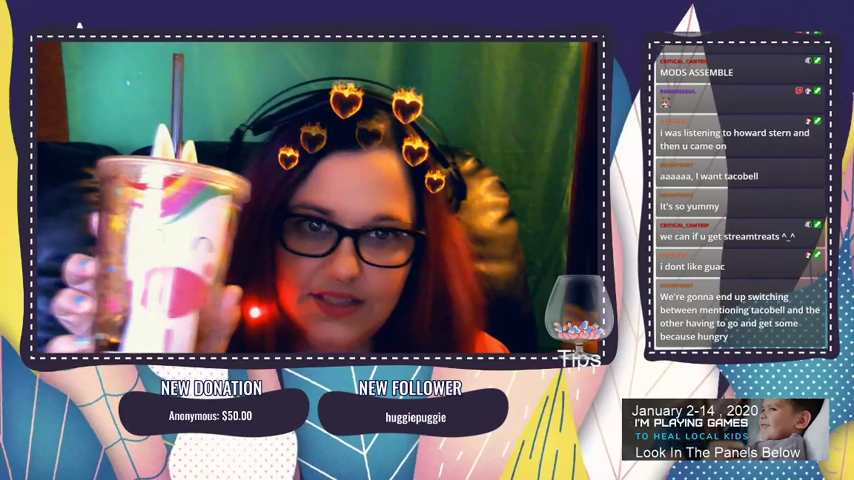 CRITICAL_CANTRIP
MODS ASSEMBLE
i was listening to howard stern and
then u came on
aaaaaa, I want tacobell
It's so yummy
CRITICAL_CANTRIP
we can if u get streamtreats ^_^
i dont like guac
We're gonna end up switching
between mentioning tacobell and the
other having to go and get some
because hungry
Tips
NEW DONATION
NEW FOLLOWER
Anonymous: $50.00
huggiepuggie
January 2-14 , 2020
I'M PLAYING GAMES
TO HEAL LOCAL KIDS
Look In The Panels Below